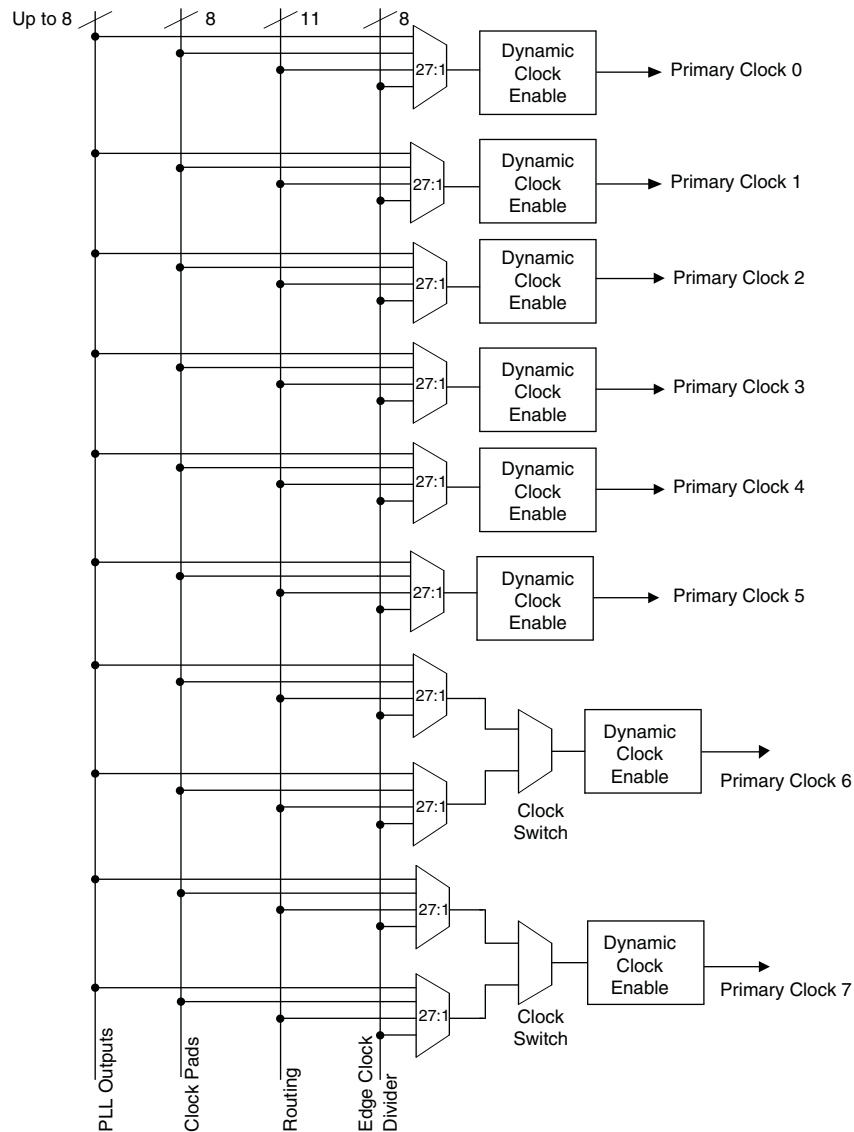 Up to 8
8
11
8
27:1
Dynamic
Clock
Enable
Primary Clock 0
27:1
Dynamic
Clock
Enable
Primary Clock 1
27:1
Dynamic
Clock
Enable
Primary Clock 2
27:1
Dynamic
Clock
Enable
Primary Clock 3
27:1
Dynamic
Clock
Enable
Primary Clock 4
27:1
Dynamic
Clock
Enable
Primary Clock 5
27:1
27:1
Clock
Switch
Dynamic
Clock
Enable
Primary Clock 6
27:1
27:1
Clock
Switch
Dynamic
Clock
Enable
Primary Clock 7
PLL Outputs
Clock Pads
Routing
Edge Clock
Divider